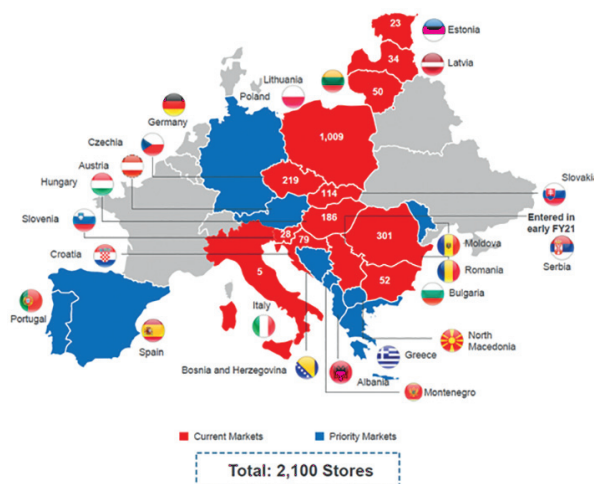 23
Estonia
34
Latvia
Lithuania
50
Poland
Germany
1,009
Czechia
Austria
219
Slovakia
114
Hungary
186
Entered in
early FY21
Slovenia
28
301
79
Moldova
Croatia
Serbia
Romania
5
52
Bulgaria
Portugal
Italy
Spain
North
Macedonia
Greece
Bosnia and Herzegovina
Albania
Montenegro
Current Markets
Priority Markets
Total: 2,100 Stores